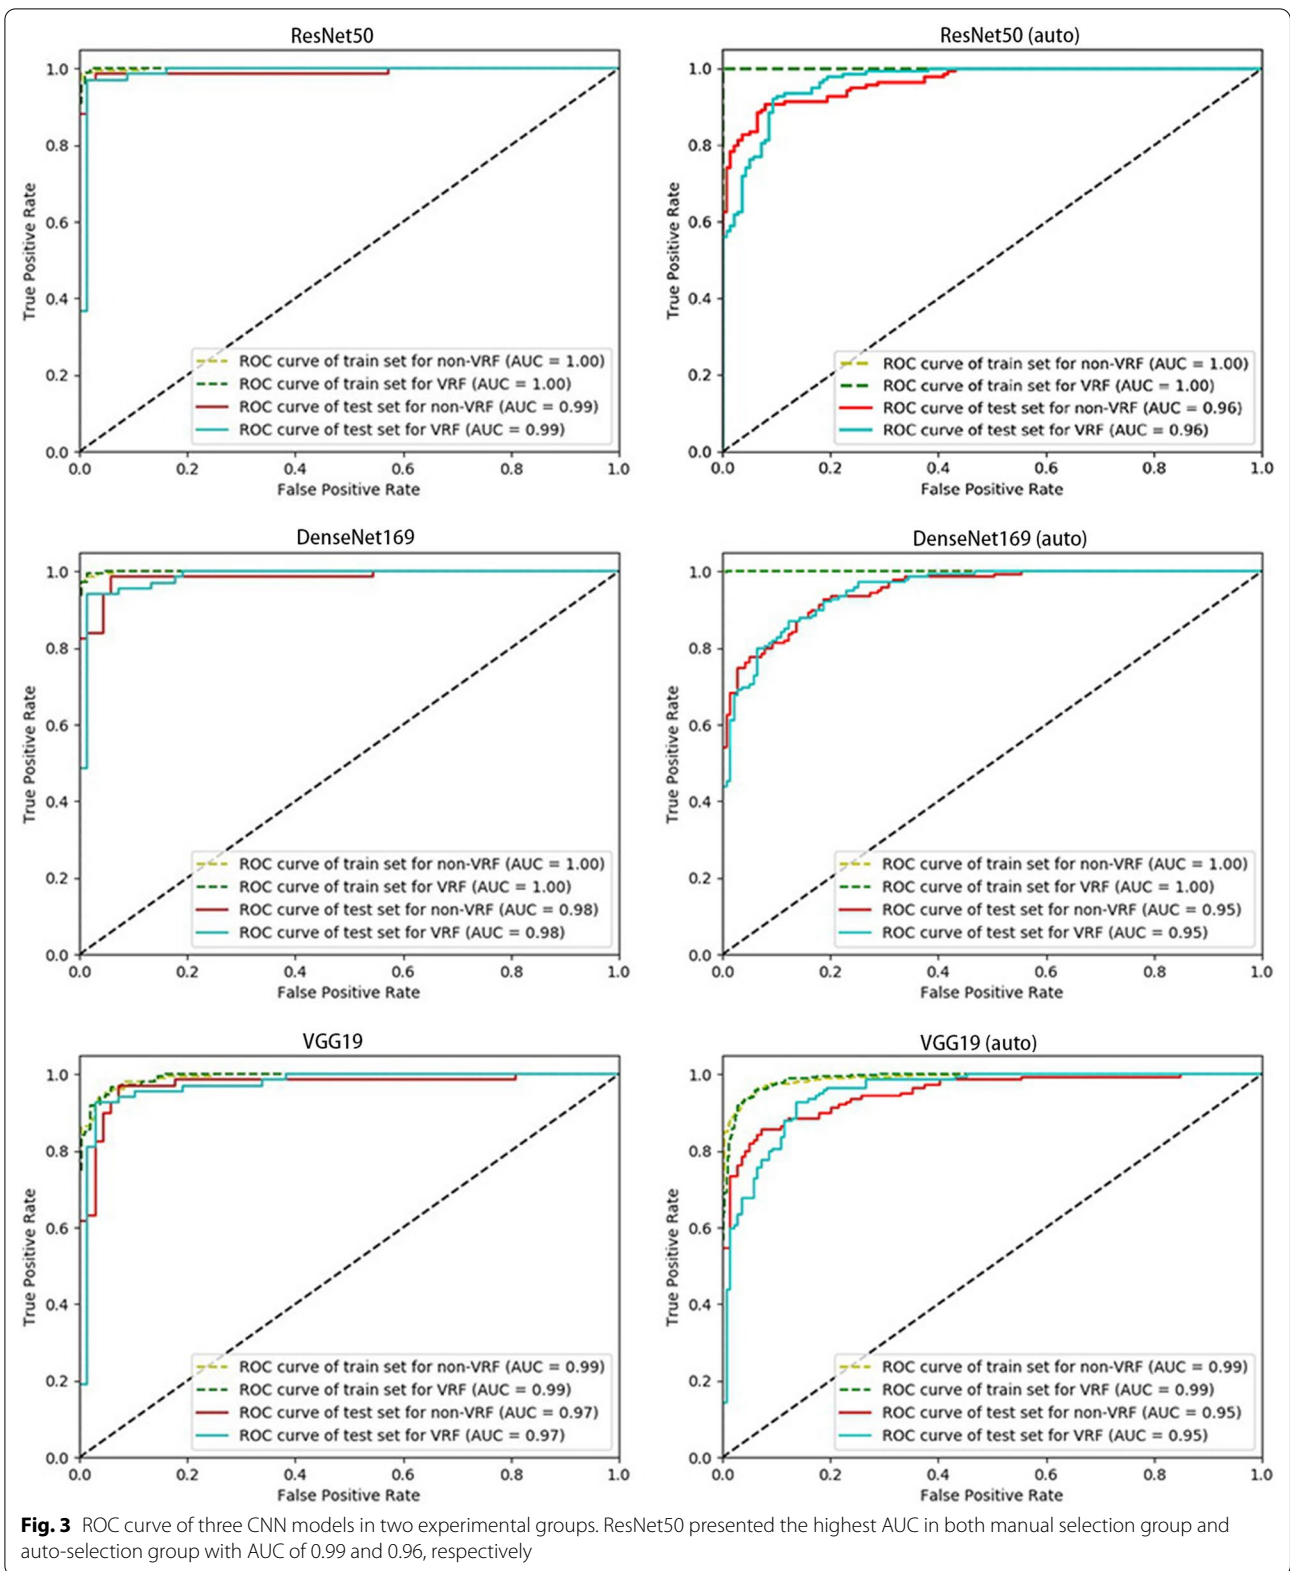 ResNet50
1.0
0.8
0.6
0.4
0.2
0.0
True Positive Rate
ROC curve of train set for non-VRF (AUC = 1.00)
ROC curve of train set for VRF (AUC = 1.00)
ROC curve of test set for non-VRF (AUC = 0.99)
ROC curve of test set for VRF (AUC = 0.99)
0.0 0.2 0.4 0.6 0.8 1.0
False Positive Rate
ResNet50 (auto)
1.0
0.8
0.6
0.4
0.2
0.0
True Positive Rate
ROC curve of train set for non-VRF (AUC = 1.00)
ROC curve of train set for VRF (AUC = 1.00)
ROC curve of test set for non-VRF (AUC = 0.96)
ROC curve of test set for VRF (AUC = 0.96)
0.0 0.2 0.4 0.6 0.8 1.0
False Positive Rate
DenseNet169
1.0
0.8
0.6
0.4
0.2
0.0
True Positive Rate
ROC curve of train set for non-VRF (AUC = 1.00)
ROC curve of train set for VRF (AUC = 1.00)
ROC curve of test set for non-VRF (AUC = 0.98)
ROC curve of test set for VRF (AUC = 0.98)
0.0 0.2 0.4 0.6 0.8 1.0
False Positive Rate
DenseNet169 (auto)
1.0
0.8
0.6
0.4
0.2
0.0
True Positive Rate
ROC curve of train set for non-VRF (AUC = 1.00)
ROC curve of train set for VRF (AUC = 1.00)
ROC curve of test set for non-VRF (AUC = 0.95)
ROC curve of test set for VRF (AUC = 0.95)
0.0 0.2 0.4 0.6 0.8 1.0
False Positive Rate
VGG19
1.0
0.8
0.6
0.4
0.2
0.0
True Positive Rate
ROC curve of train set for non-VRF (AUC = 0.99)
ROC curve of train set for VRF (AUC = 0.99)
ROC curve of test set for non-VRF (AUC = 0.97)
ROC curve of test set for VRF (AUC = 0.97)
0.0 0.2 0.4 0.6 0.8 1.0
False Positive Rate
VGG19 (auto)
1.0
0.8
0.6
0.4
0.2
0.0
True Positive Rate
ROC curve of train set for non-VRF (AUC = 0.99)
ROC curve of train set for VRF (AUC = 0.99)
ROC curve of test set for non-VRF (AUC = 0.95)
ROC curve of test set for VRF (AUC = 0.95)
0.0 0.2 0.4 0.6 0.8 1.0
False Positive Rate
Fig. 3 ROC curve of three CNN models in two experimental groups. ResNet50 presented the highest AUC in both manual selection group and
auto-selection group with AUC of 0.99 and 0.96, respectively